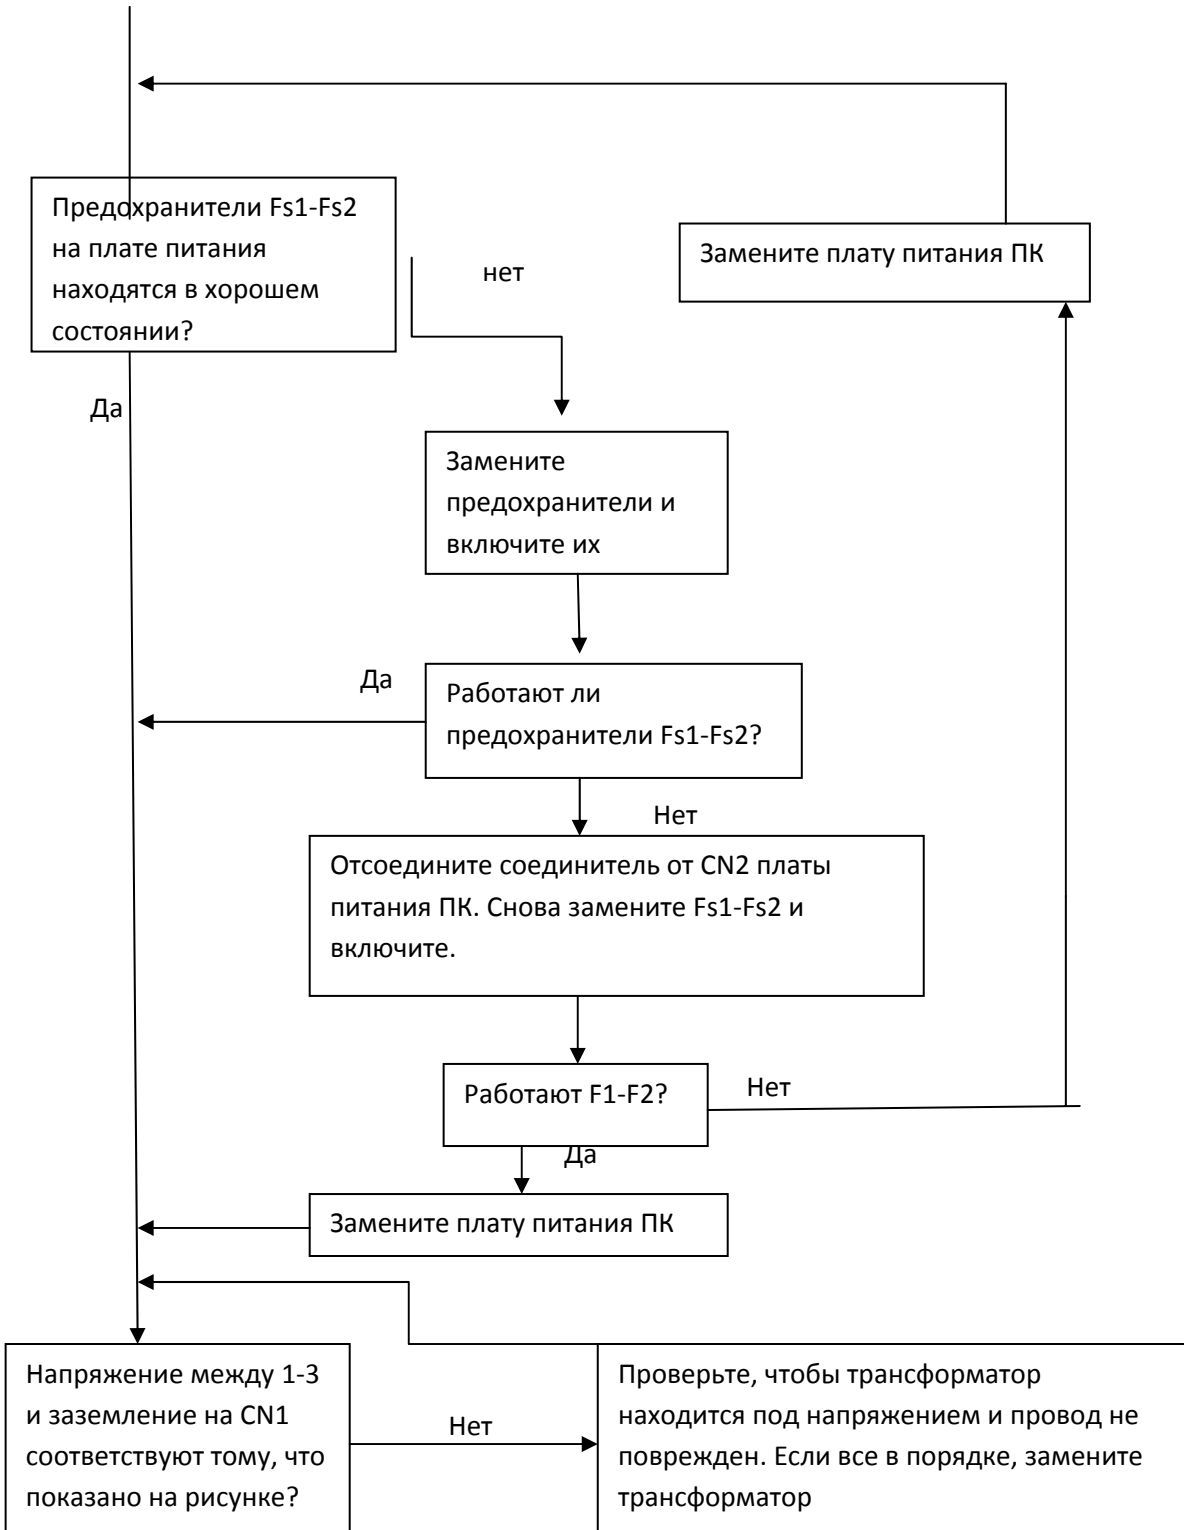 Предохранители Fs1-Fs2
на плате питания
находятся в хорошем
состоянии?
нет
Замените плату питания ПК
Да
Замените
предохранители и
включите их
Да
Работают ли
предохранители Fs1-Fs2?
Нет
Отсоедините соединитель от CN2 платы
питания ПК. Снова замените Fs1-Fs2 и
включите.
Работают F1-F2?
Нет
Да
Замените плату питания ПК
Напряжение между 1-3
и заземление на CN1
соответствуют тому, что
показано на рисунке?
Нет
Проверьте, чтобы трансформатор
находится под напряжением и провод не
поврежден. Если все в порядке, замените
трансформатор